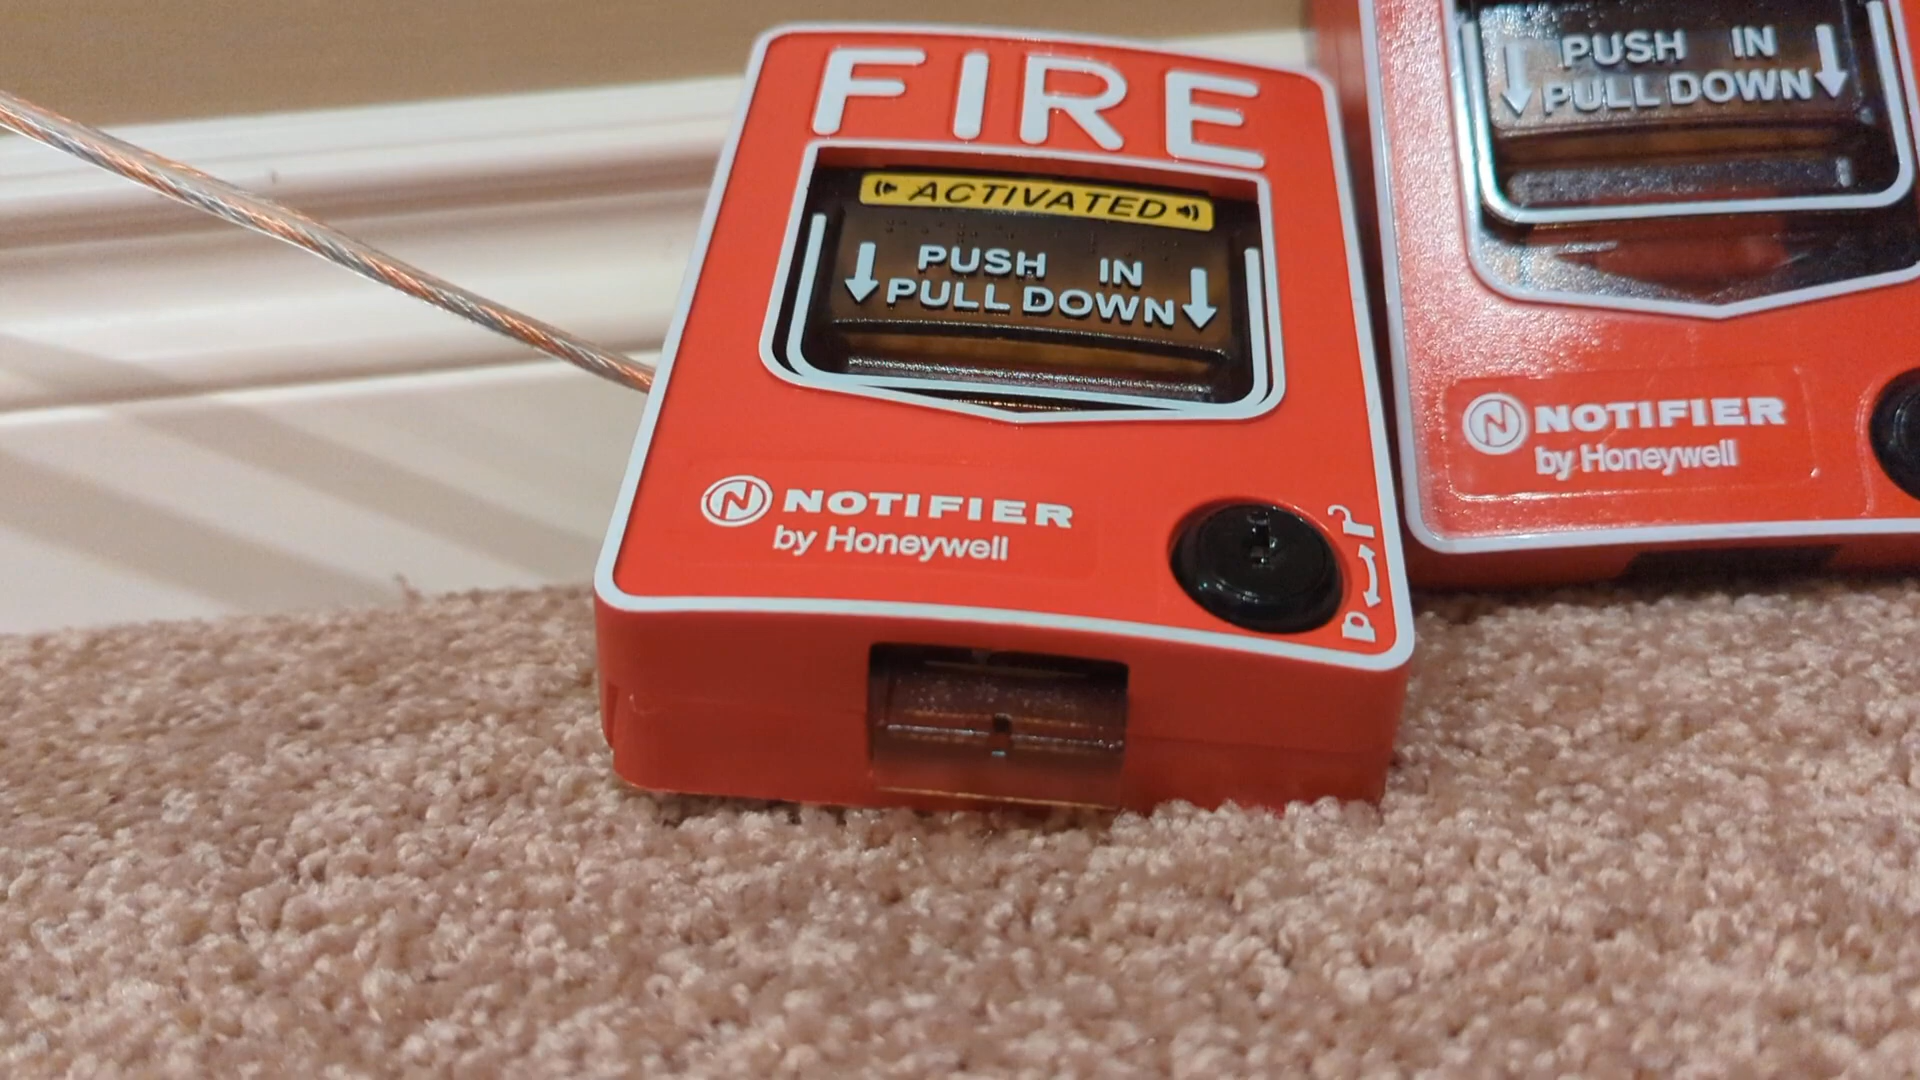 FIRE
ACTIVATED
PUSH IN
PULL DOWN
NOTIFIER
by Honeywell
PUSH IN
PULL DOWN
NOTIFIER
by Honeywell